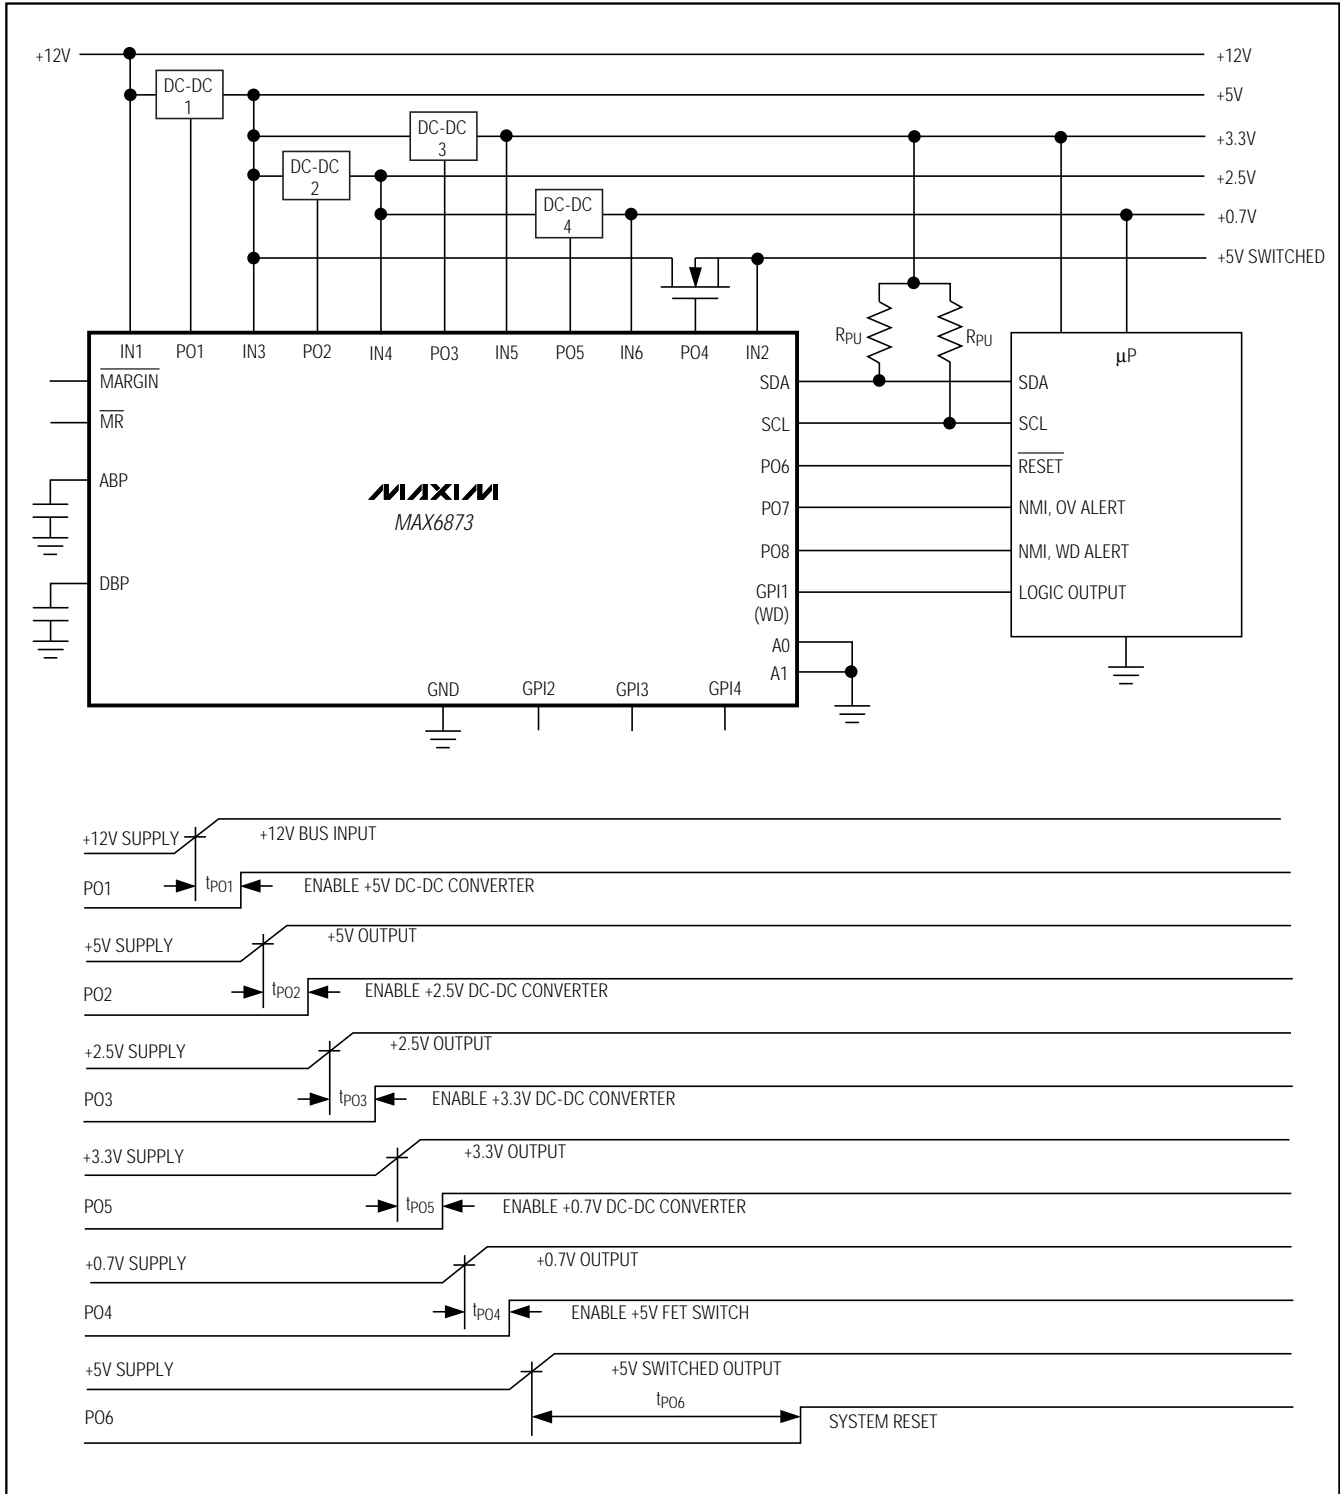 +12V
+12V
DC-DC
1
+5V
DC-DC
3
+3.3V
DC-DC
2
+2.5V
DC-DC
4
+0.7V
+5V SWITCHED
RPU
RPU
IN1
PO1
IN3
PO2
IN4
PO3
IN5
PO5
IN6
PO4
IN2
MARGIN
MR
ABP
DBP
MAXIM
MAX6873
SDA
SCL
PO6
PO7
PO8
GPI1
(WD)
A0
A1
GND
GPI2
GPI3
GPI4
μP
SDA
SCL
RESET
NMI, OV ALERT
NMI, WD ALERT
LOGIC OUTPUT
+12V SUPPLY
+12V BUS INPUT
PO1
tPO1
ENABLE +5V DC-DC CONVERTER
+5V SUPPLY
+5V OUTPUT
PO2
tPO2
ENABLE +2.5V DC-DC CONVERTER
+2.5V SUPPLY
+2.5V OUTPUT
PO3
tPO3
ENABLE +3.3V DC-DC CONVERTER
+3.3V SUPPLY
+3.3V OUTPUT
PO5
tPO5
ENABLE +0.7V DC-DC CONVERTER
+0.7V SUPPLY
+0.7V OUTPUT
PO4
tPO4
ENABLE +5V FET SWITCH
+5V SUPPLY
+5V SWITCHED OUTPUT
PO6
tPO6
SYSTEM RESET